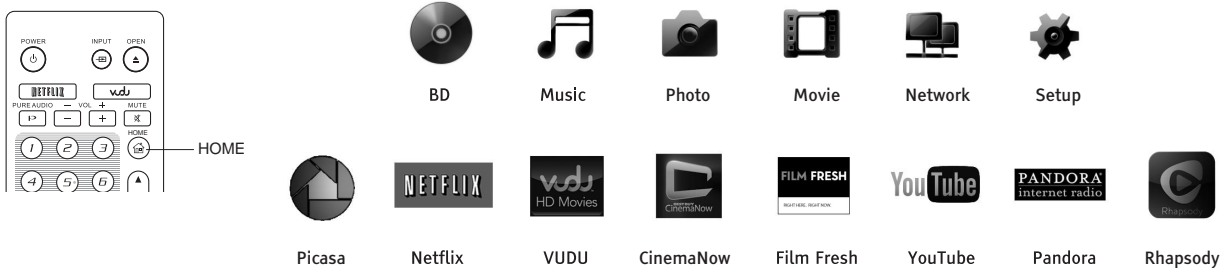 POWER INPUT OPEN
NETFLIX VUDU
PURE AUDIO — VOL + MUTE
HOME
1 2 3
HOME
4 5 6
BD Music Photo Movie Network Setup
NETFLIX
VUDU
HD Movies
CinemaNow
FILM FRESH
RIGHT HERE. RIGHT NOW.
YouTube
PANDORA
internet radio
Rhapsody
Picasa Netflix VUDU CinemaNow Film Fresh YouTube Pandora Rhapsody